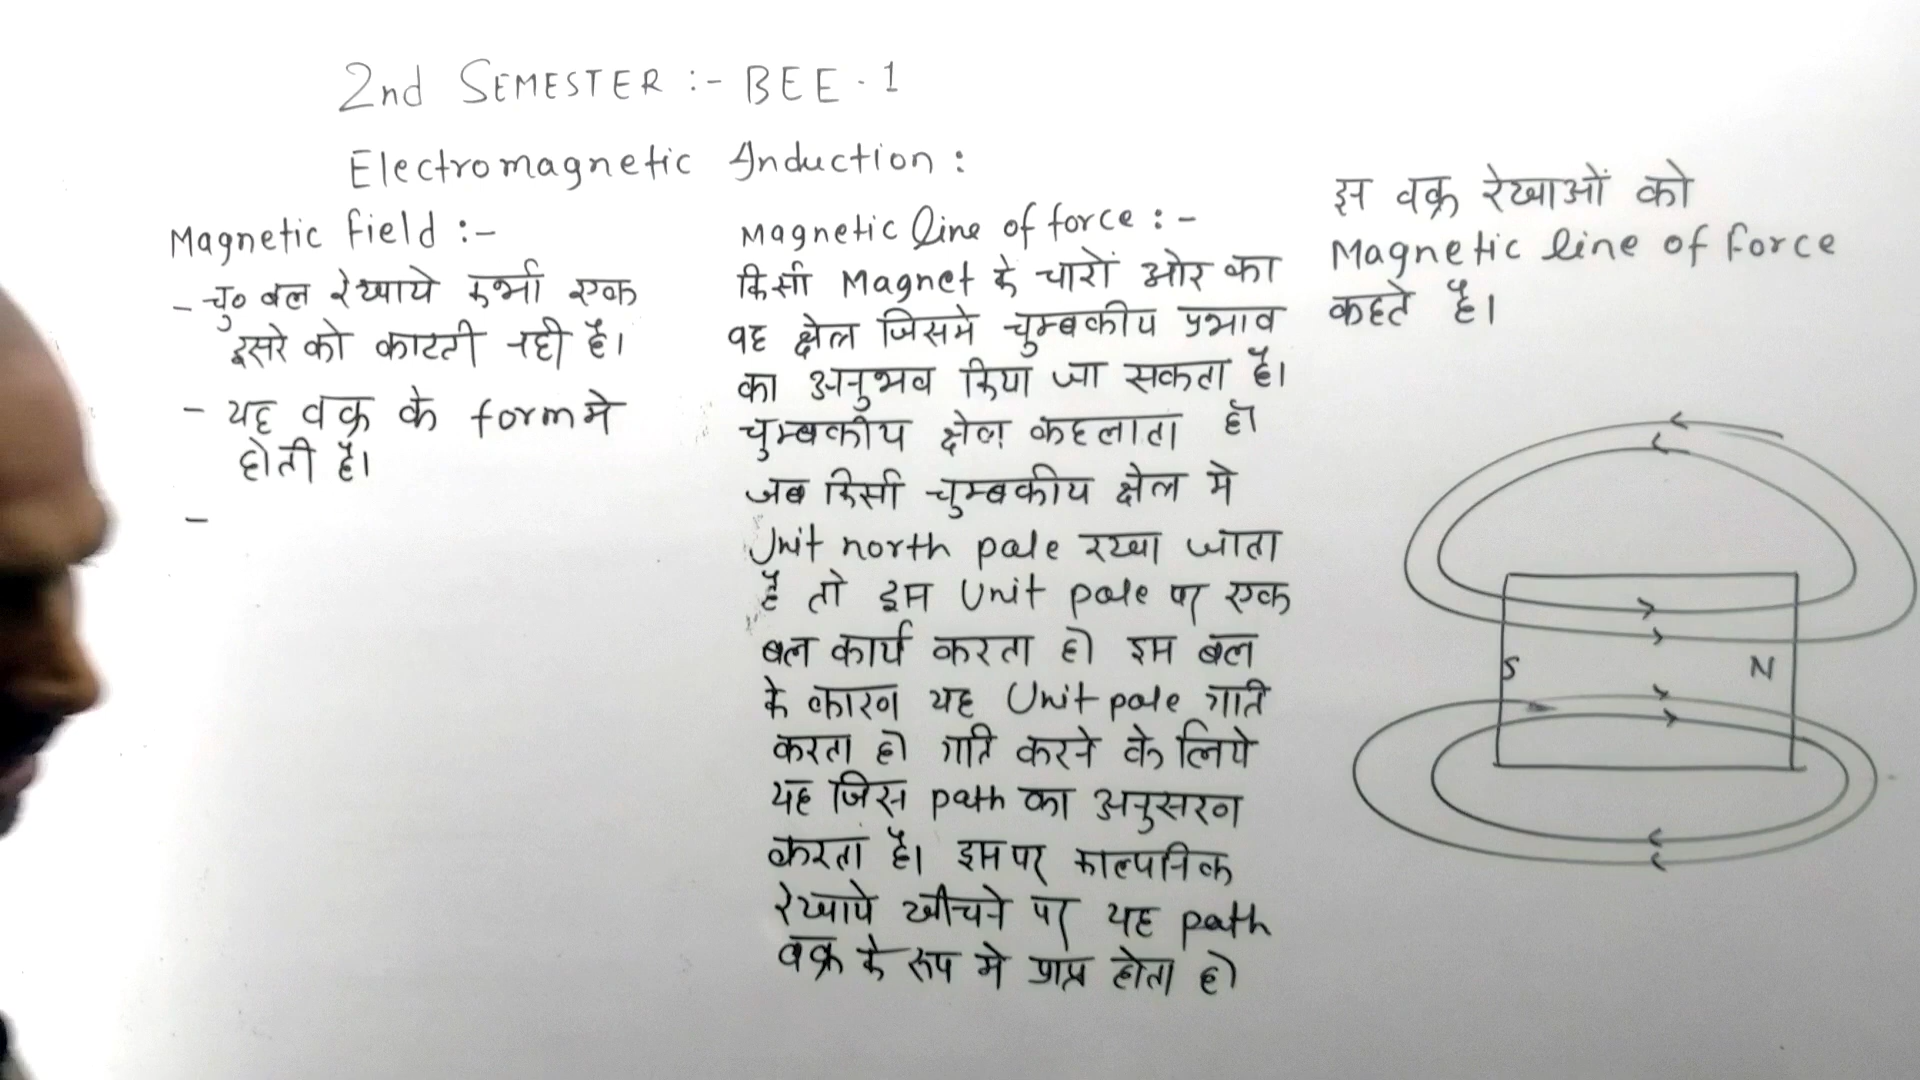 2nd SEMESTER :- BEE-1
Electromagnetic Induction:
Magnetic field :-
- चु० बल रेखाये कभी एक
दूसरे को काटती नही है।
- यह वक्र के form मे
होती है।
-
Magnetic line of force :-
किसी Magnet के चारों ओर का
वह क्षेत्र जिसमे चुम्बकीय प्रभाव
का अनुभव किया जा सकता है।
चुम्बकीय क्षेत्र कहलाता है।
जब किसी चुम्बकीय क्षेत्र मे
Unit north pole रखा जाता
है तो इस Unit pole पर एक
बल कार्य करता है। इस बल
के कारण यह Unit pole गति
करता है। गति करने के लिये
यह जिस path का अनुसरण
करता है। इस पर काल्पनिक
रेखाये खीचने पर यह path
वक्र के रूप मे प्राप्त होता है।
इन वक्र रेखाओं को
Magnetic line of force
कहते है।
S N